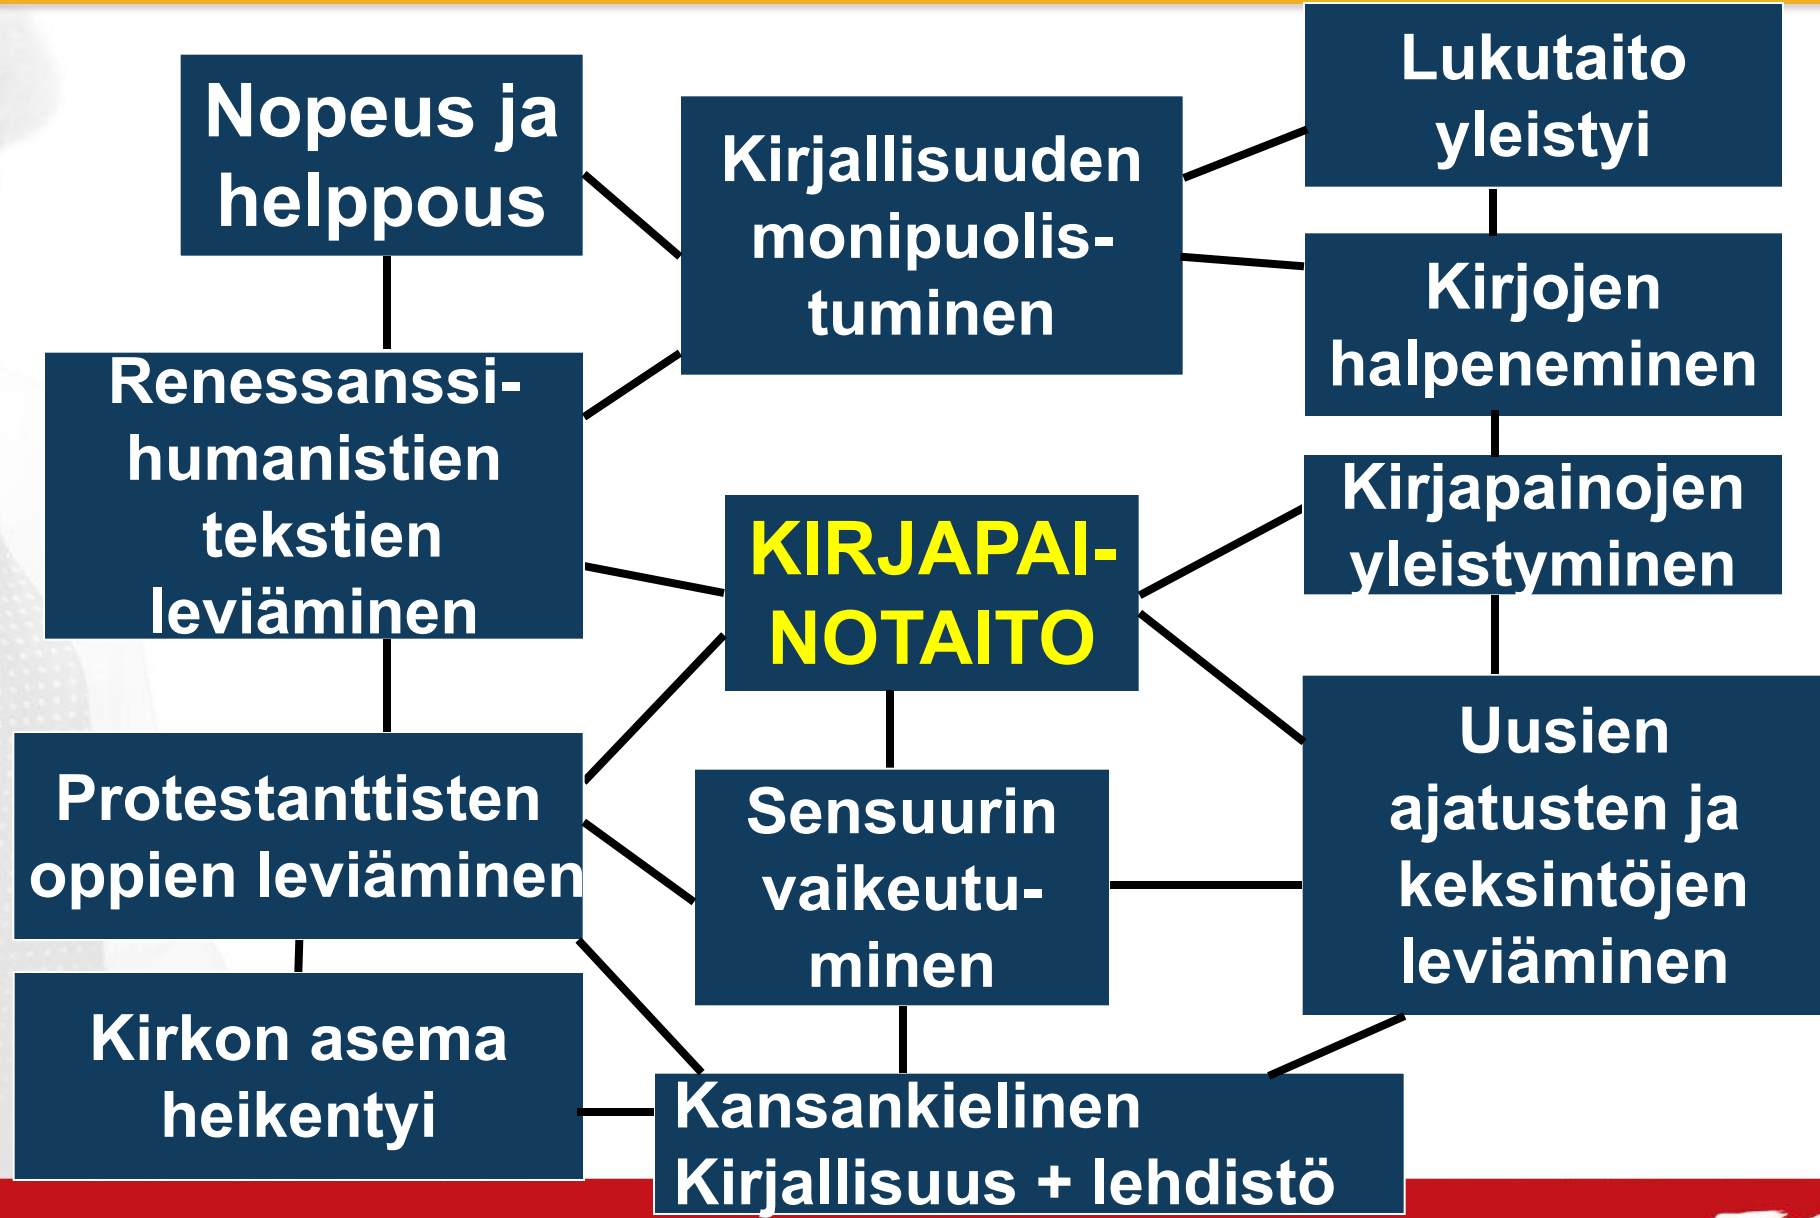 Nopeus ja
helppous
Kirjallisuuden
monipuolis-
tuminen
Lukutaito
yleistyi
Kirjojen
halpeneminen
Renessanssi-
humanistien
tekstien
leviäminen
KIRJAPAI-
NOTAITO
Kirjapainojen
yleistyminen
Protestanttisten
oppien leviäminen
Sensuurin
vaikeutu-
minen
Uusien
ajatusten ja
keksintöjen
leviäminen
Kirkon asema
heikentyi
Kansankielinen
Kirjallisuus + lehdistö